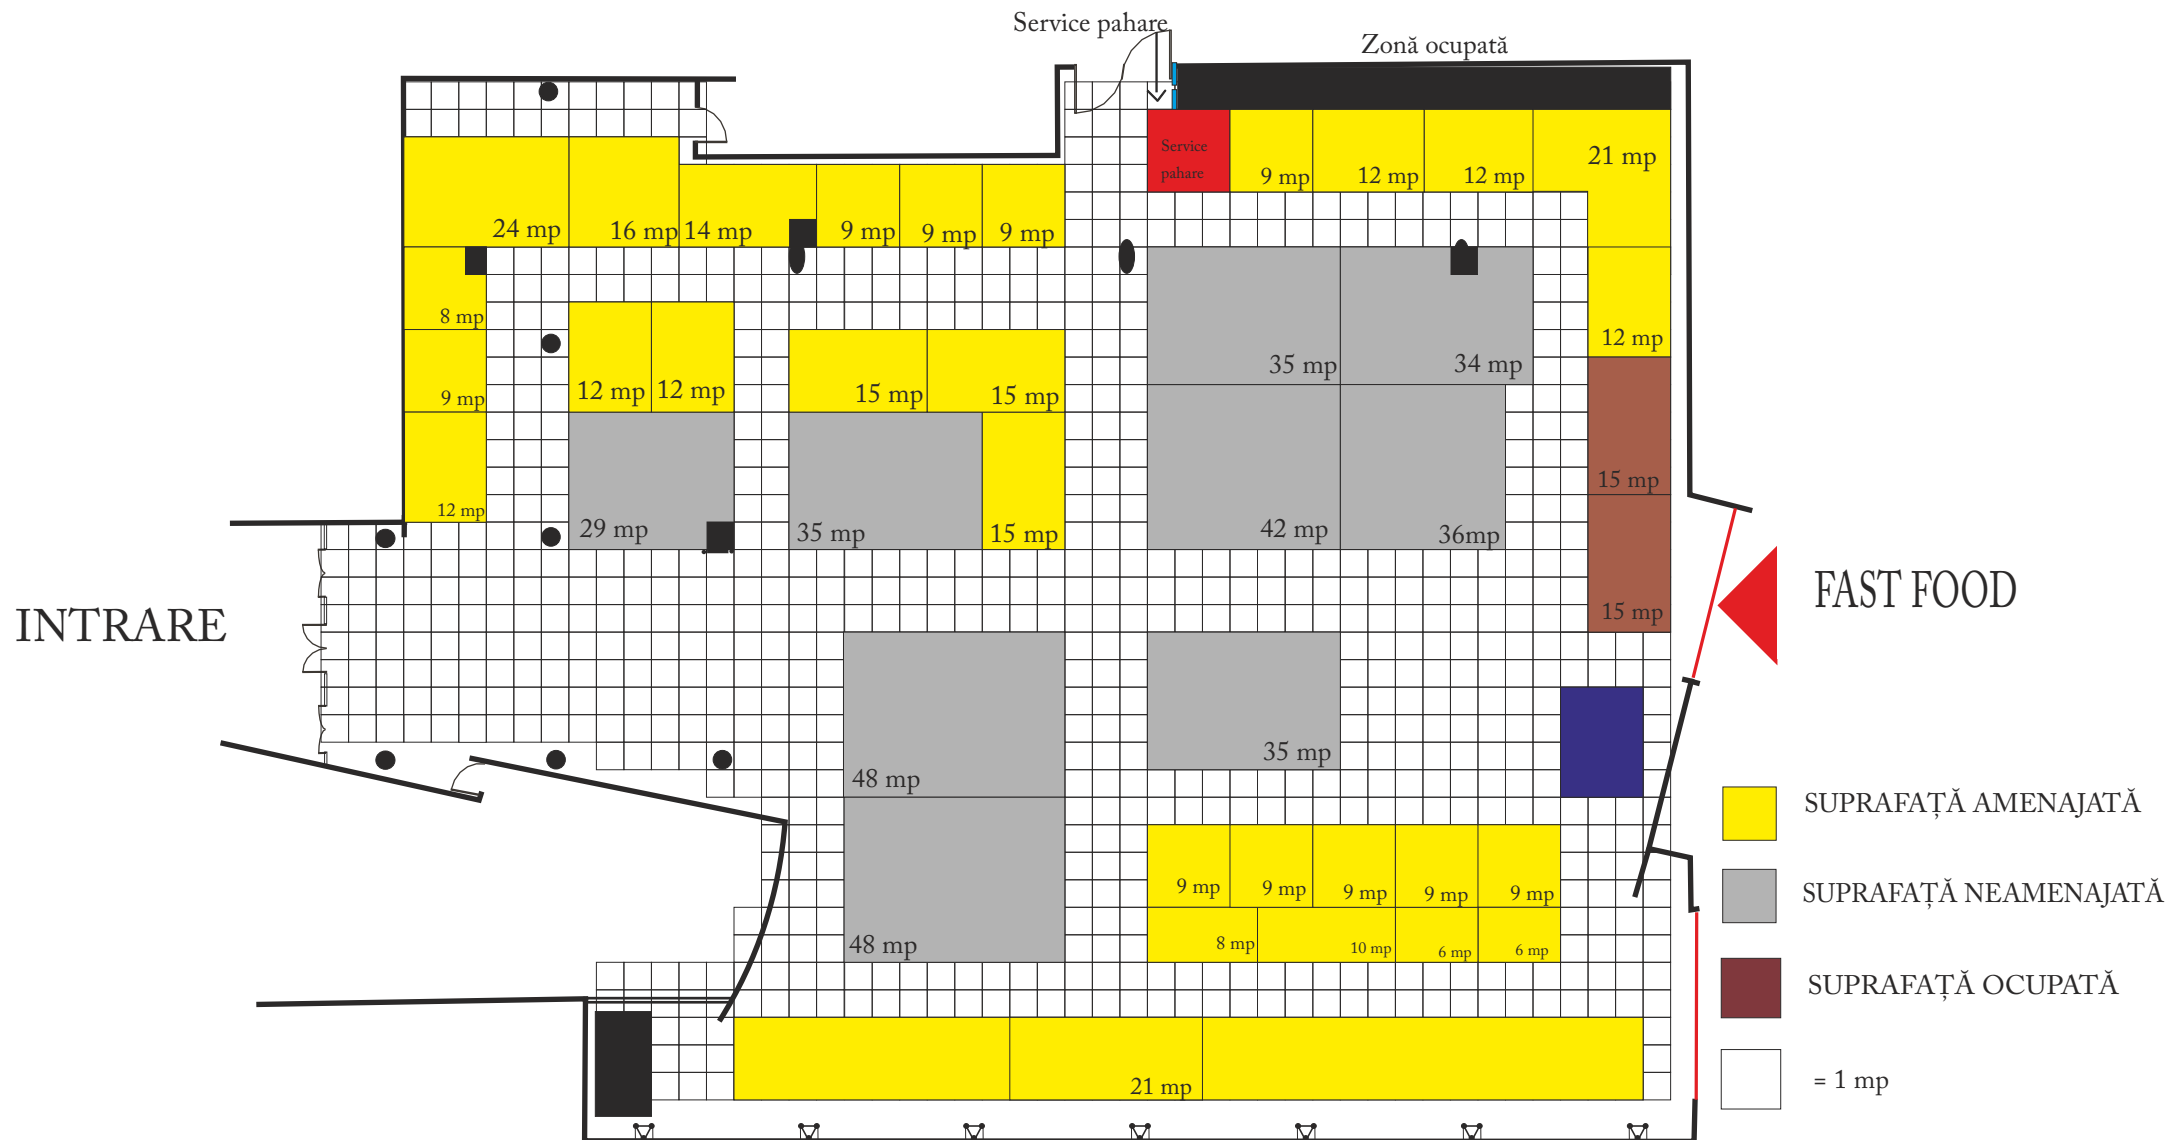 Service pahare
Zonă ocupată
Service
pahare
9 mp
12 mp
12 mp
21 mp
24 mp
16 mp
14 mp
9 mp
9 mp
9 mp
8 mp
12 mp
9 mp
12 mp
12 mp
15 mp
15 mp
35 mp
34 mp
12 mp
29 mp
35 mp
15 mp
42 mp
36mp
15 mp
15 mp
INTRARE
FAST FOOD
48 mp
35 mp
48 mp
9 mp
9 mp
9 mp
9 mp
9 mp
8 mp
10 mp
6 mp
6 mp
21 mp
SUPRAFAȚĂ AMENAJATĂ
SUPRAFAȚĂ NEAMENAJATĂ
SUPRAFAȚĂ OCUPATĂ
= 1 mp